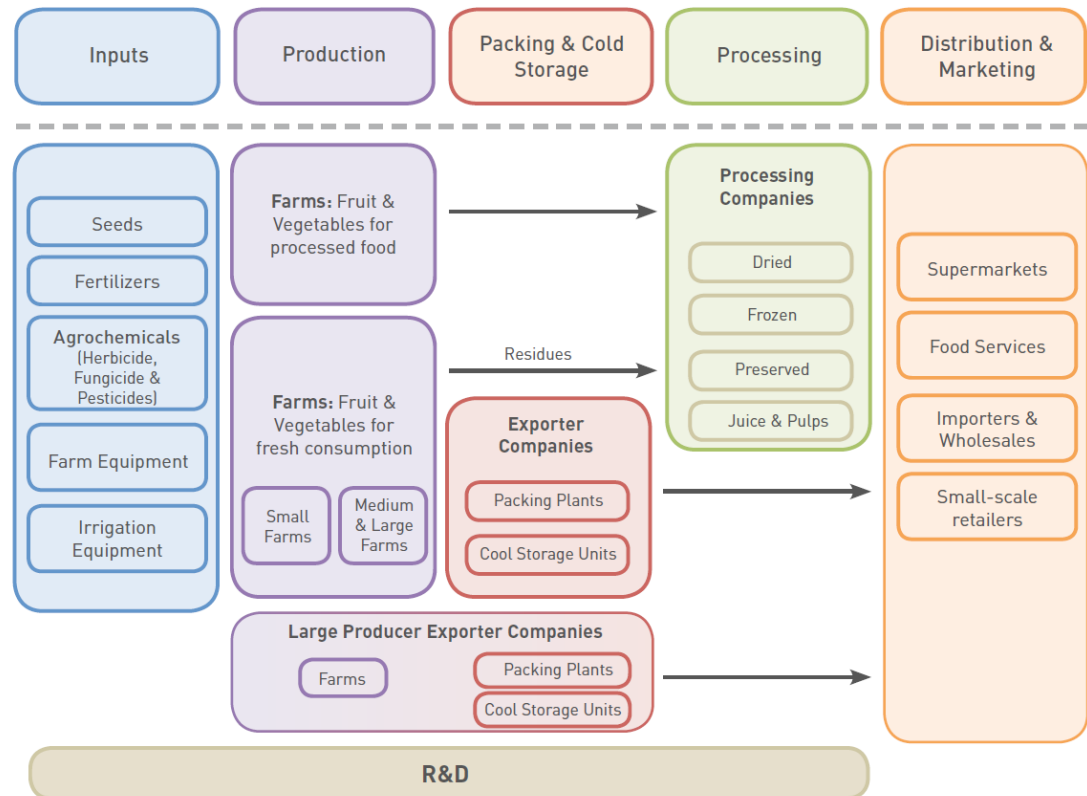 Inputs
Production
Packing & Cold
Storage
Processing
Distribution &
Marketing
Seeds
Fertilizers
Agrochemicals
(Herbicide,
Fungicide &
Pesticides)
Farm Equipment
Irrigation
Equipment
Farms: Fruit &
Vegetables for
processed food
Farms: Fruit &
Vegetables for
fresh consumption
Small
Farms
Medium
& Large
Farms
Residues
Exporter
Companies
Packing Plants
Cool Storage Units
Processing
Companies
Dried
Frozen
Preserved
Juice & Pulps
Supermarkets
Food Services
Importers &
Wholesales
Small-scale
retailers
Large Producer Exporter Companies
Farms
Packing Plants
Cool Storage Units
R&D